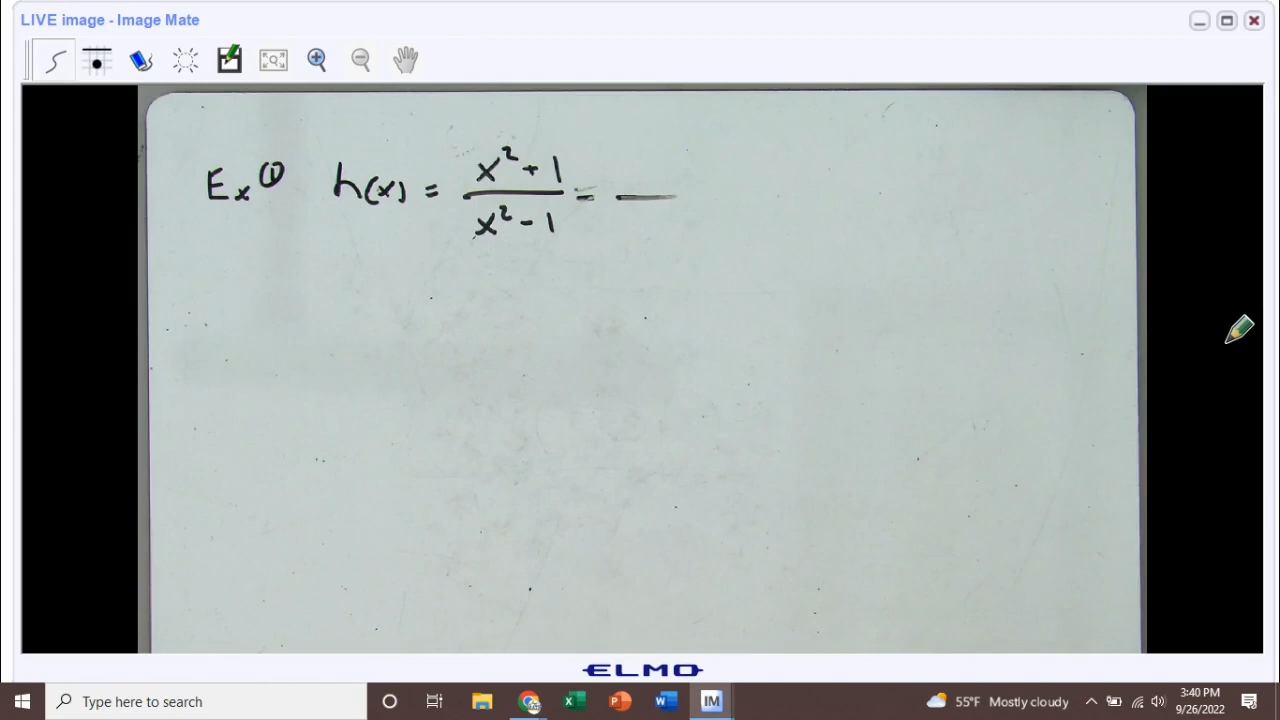 LIVE image - Image Mate
Ex ① h(x) = x² + 1 / x² - 1 = —
ELMO
Type here to search
55°F Mostly cloudy
3:40 PM
9/26/2022